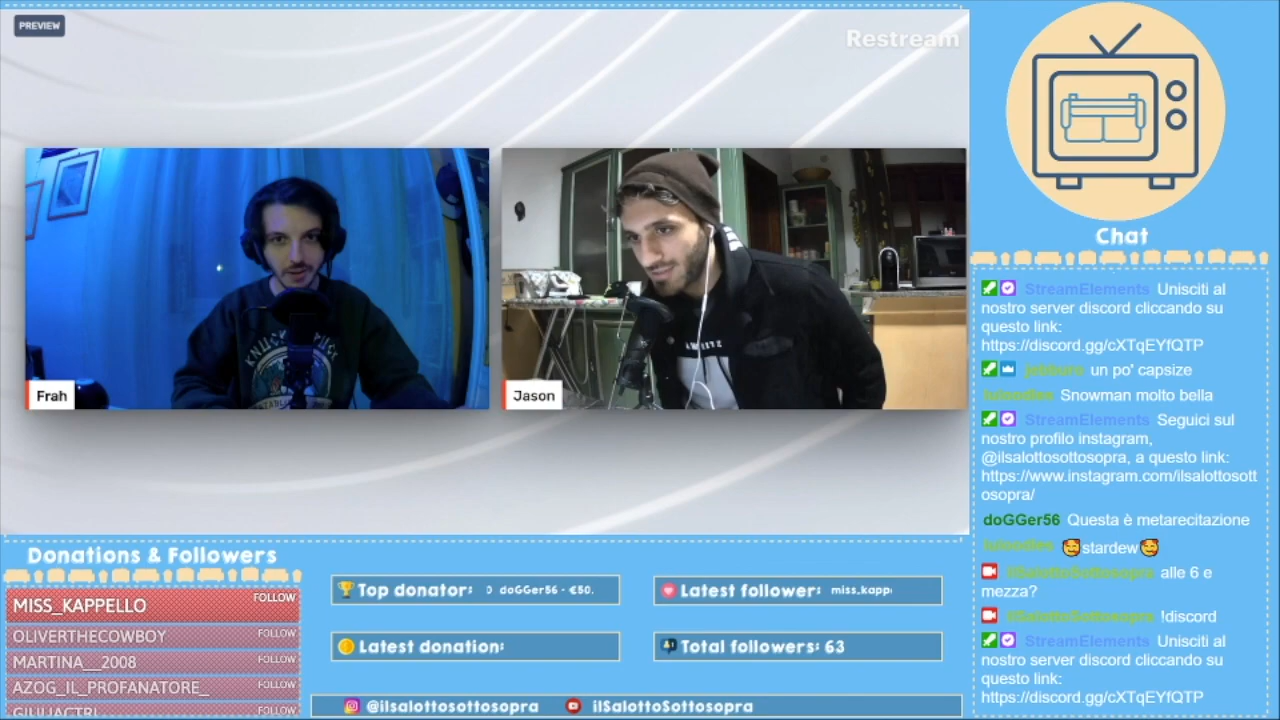 PREVIEW
Restream
Frah
Jason
Chat
StreamElements Unisciti al
nostro server discord cliccando su
questo link:
https://discord.gg/cXTqEYfQTP
un po' capsize
Snowman molto bella
StreamElements Seguici sul
nostro profilo instagram,
@ilsalottosottosopra, a questo link:
https://www.instagram.com/ilsalottosott
osopra/
doGGer56 Questa è metarecitazione
stardew
ilSalottoSottosopra alle 6 e
mezza?
ilSalottoSottosopra !discord
StreamElements Unisciti al
nostro server discord cliccando su
questo link:
https://discord.gg/cXTqEYfQTP
Donations & Followers
MISS_KAPPELLO FOLLOW
OLIVERTHECOWBOY FOLLOW
MARTINA__2008 FOLLOW
AZOG_IL_PROFANATORE_ FOLLOW
FOLLOW
Top donator: doGGer56 - €50.
Latest follower: miss_kapp
Latest donation:
Total followers: 63
@ilsalottosottosopra
ilSalottoSottosopra